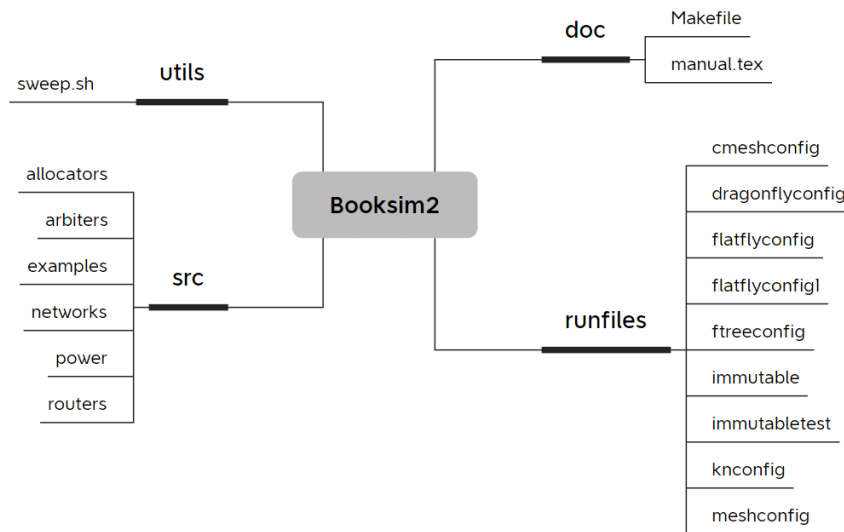 Booksim2
utils
sweep.sh
src
allocators
arbiters
examples
networks
power
routers
doc
Makefile
manual.tex
runfiles
cmeshconfig
dragonflyconfig
flatflyconfig
flatflyconfig1
ftreeconfig
immutable
immutabletest
knconfig
meshconfig